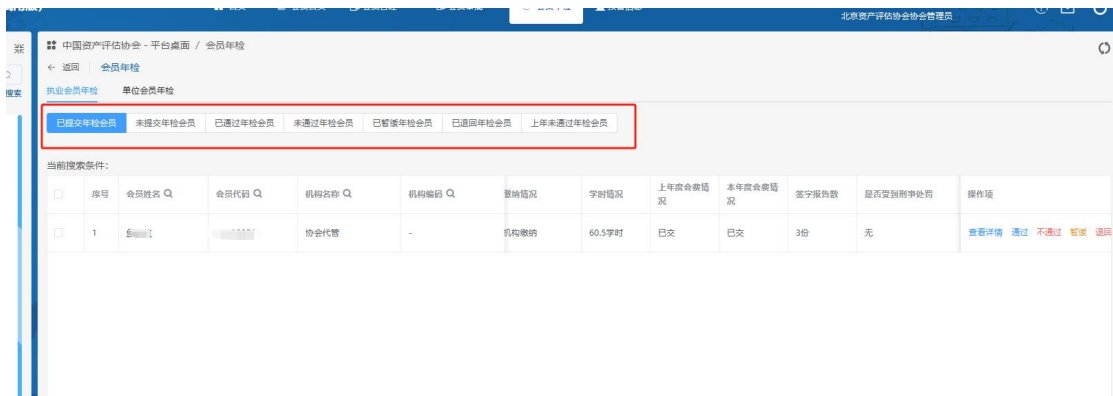 北京资产评估协会协会管理员
中国资产评估协会 - 平台桌面 / 会员年检
← 返回 会员年检
搜索
执业会员年检 单位会员年检
已提交年检会员 未提交年检会员 已通过年检会员 未通过年检会员 已暂缓年检会员 已退回年检会员 上年未通过年检会员
当前搜索条件:
序号 会员姓名 会员代码 机构名称 机构编码 缴纳情况 学时情况 上年度会费情况 本年度会费情况 签字报告数 是否受到刑事处罚 操作项
1 协会代管 - 机构缴纳 60.5学时 已交 已交 3份 无 查看详情 通过 不通过 暂缓 退回